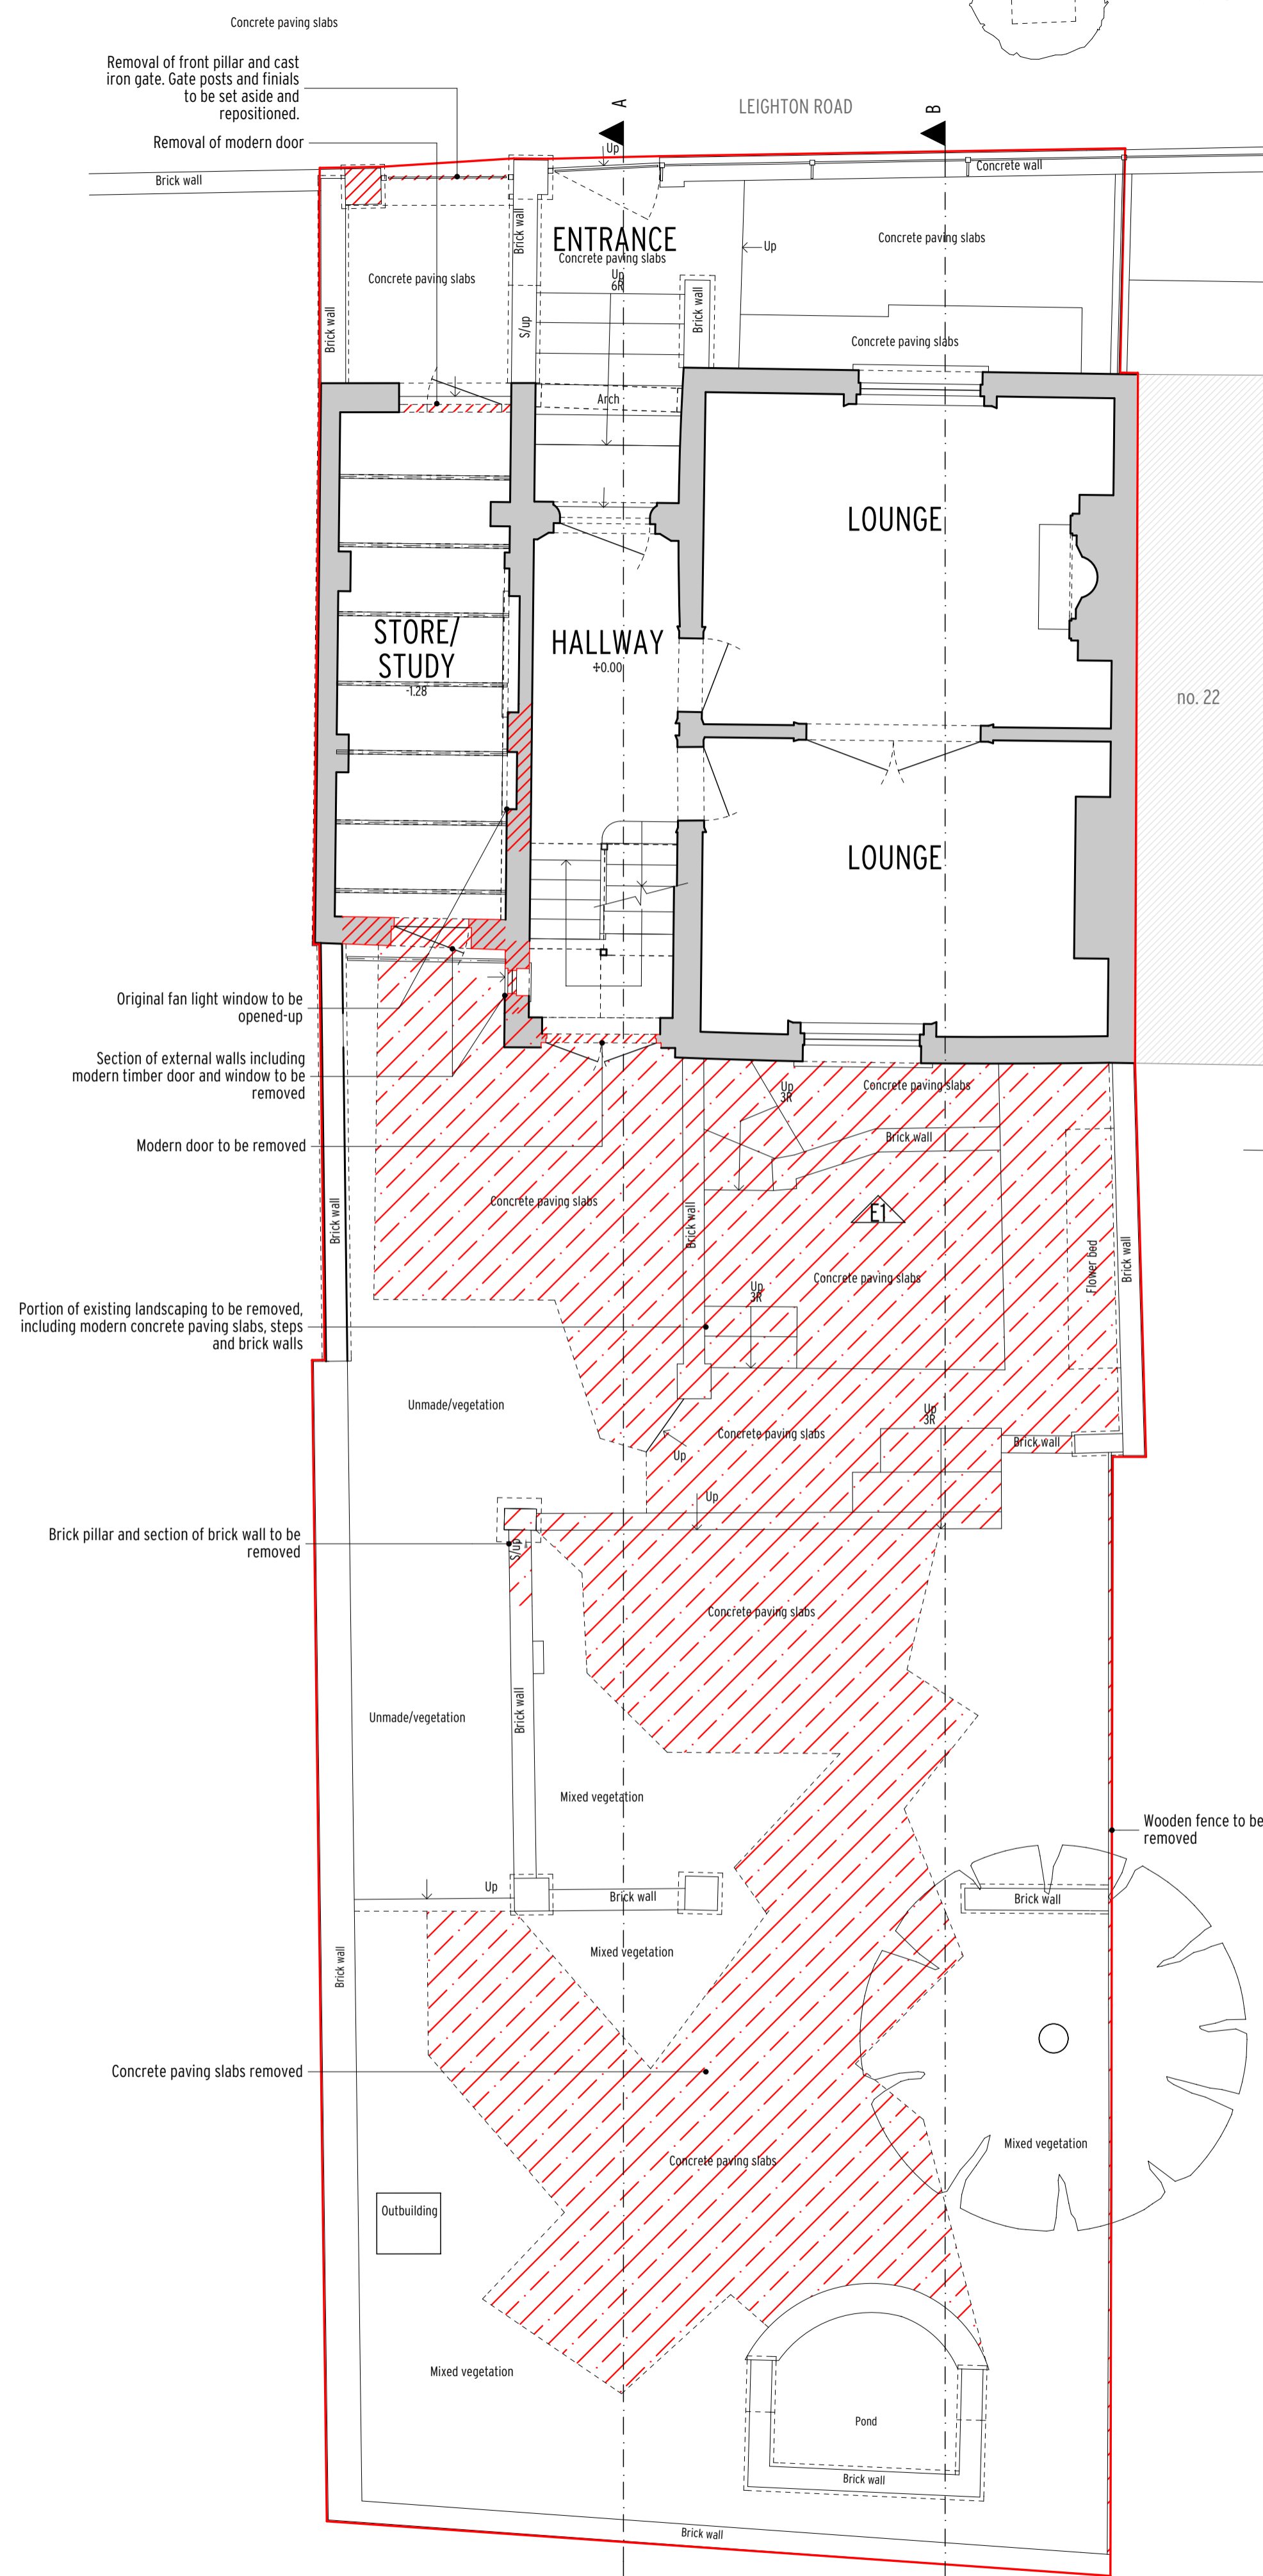 Concrete paving slabs
Removal of front pillar and cast
iron gate. Gate posts and finials
to be set aside and
repositioned.
A
LEIGHTON ROAD
B
Removal of modern door
Up
Concrete wall
Brick wall
Brick wall
ENTRANCE
Concrete paving slabs
Concrete paving slabs
Up
Concrete paving slabs
Up
6R
Brick wall
Brick wall
S/up
Concrete paving slabs
Arch
LOUNGE
STORE/
STUDY
-1.28
HALLWAY
+0.00
no. 22
LOUNGE
Original fan light window to be
opened-up
Section of external walls including
modern timber door and window to be
removed
Up
3R
Concrete paving slabs
Brick wall
Modern door to be removed
Concrete paving slabs
Brick wall
Brick wall
E1
Flower bed
Brick wall
Concrete paving slabs
Up
3R
Portion of existing landscaping to be removed,
including modern concrete paving slabs, steps
and brick walls
Unmade/vegetation
Up
3R
Concrete paving slabs
Brick wall
Up
Up
Brick pillar and section of brick wall to be
removed
S/up
Concrete paving slabs
Unmade/vegetation
Brick wall
Mixed vegetation
Wooden fence to be
removed
Up
Brick wall
Brick wall
Mixed vegetation
Brick wall
Concrete paving slabs removed
Mixed vegetation
Concrete paving slabs
Outbuilding
Mixed vegetation
Pond
Brick wall
Brick wall